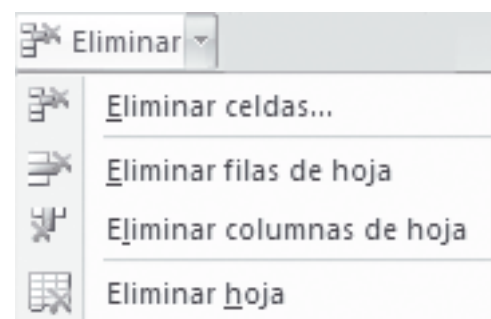 Eliminar
Eliminar celdas...
Eliminar filas de hoja
Eliminar columnas de hoja
Eliminar hoja